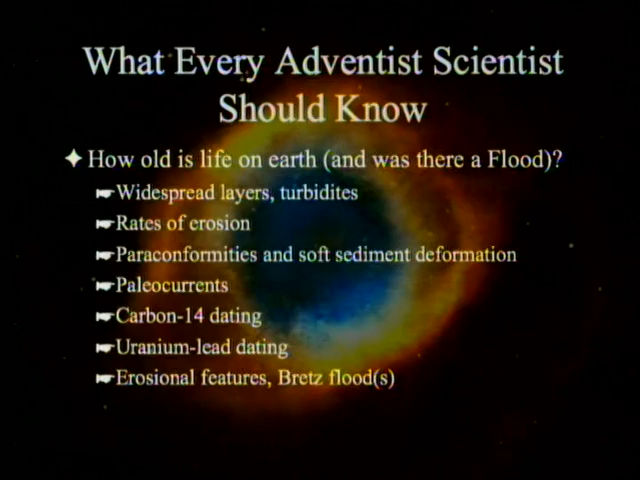 What Every Adventist Scientist
Should Know
How old is life on earth (and was there a Flood)?
Widespread layers, turbidites
Rates of erosion
Paraconformities and soft sediment deformation
Paleocurrents
Carbon-14 dating
Uranium-lead dating
Erosional features, Bretz flood(s)